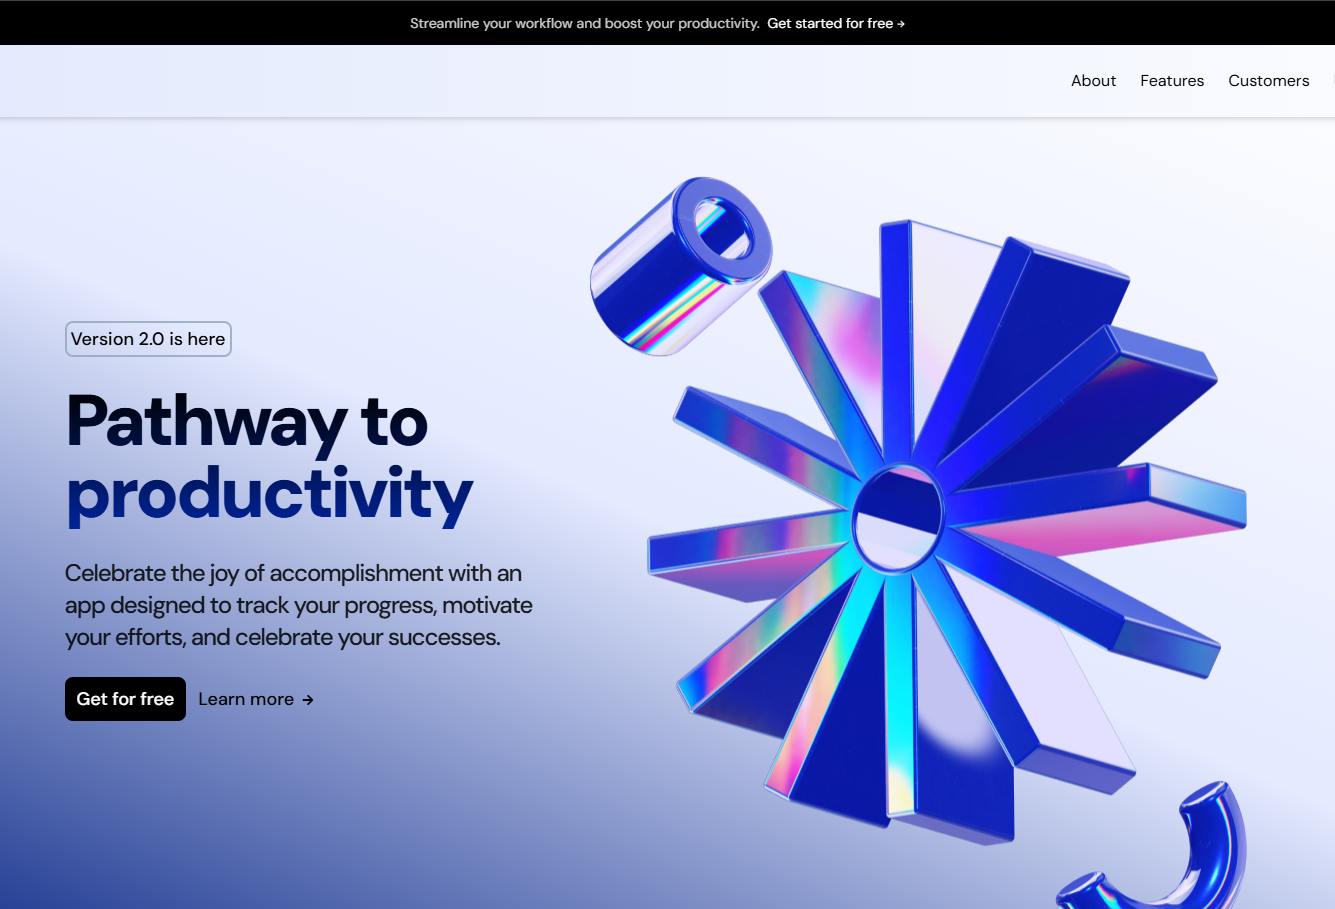 Streamline your workflow and boost your productivity. Get started for free →
About Features Customers
Version 2.0 is here
Pathway to
productivity
Celebrate the joy of accomplishment with an
app designed to track your progress, motivate
your efforts, and celebrate your successes.
Get for free Learn more →